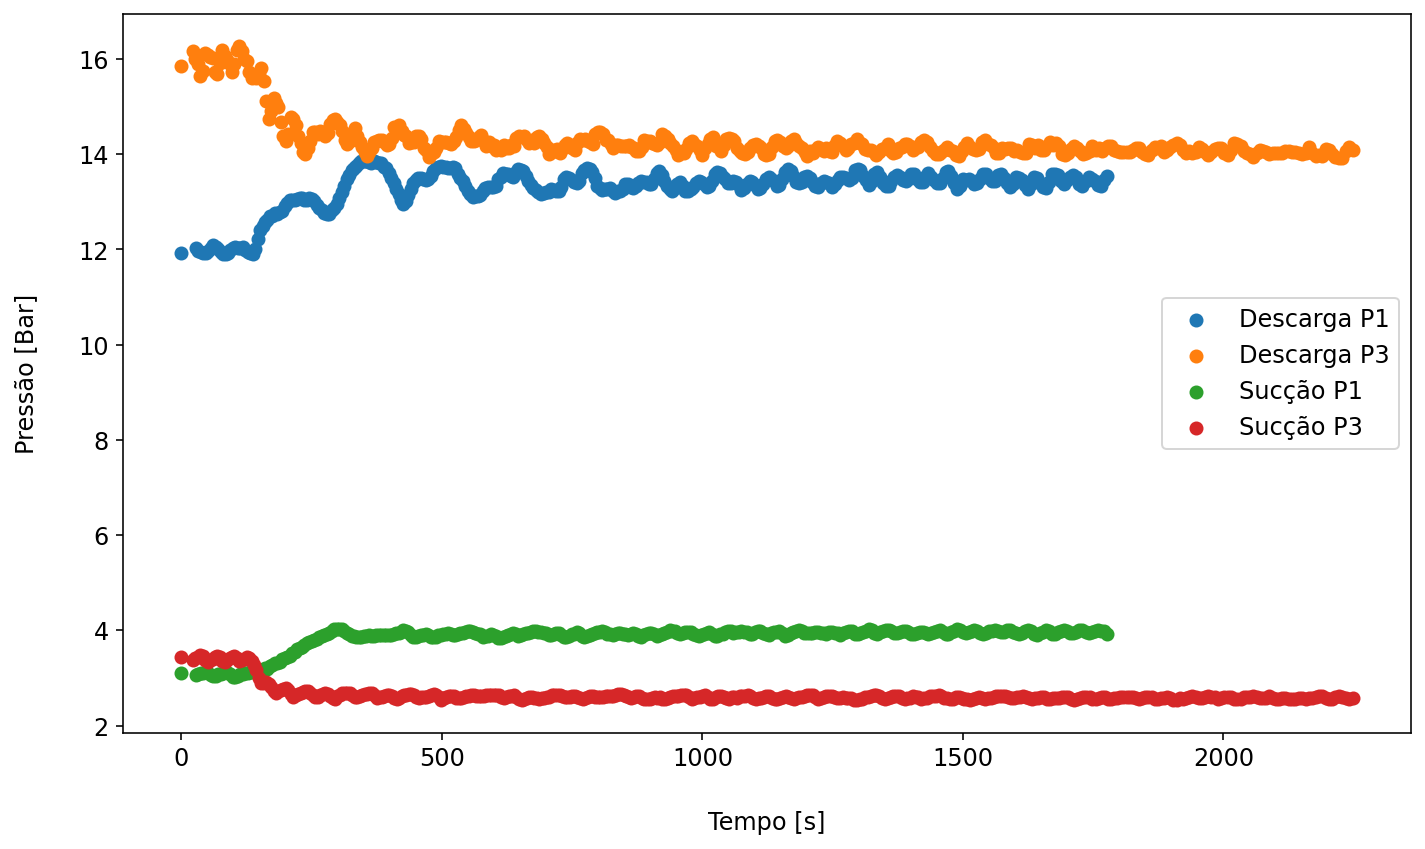 16
14
12
10
8
6
4
2
Pressão [Bar]
Descarga P1
Descarga P3
Sucção P1
Sucção P3
0 500 1000 1500 2000
Tempo [s]